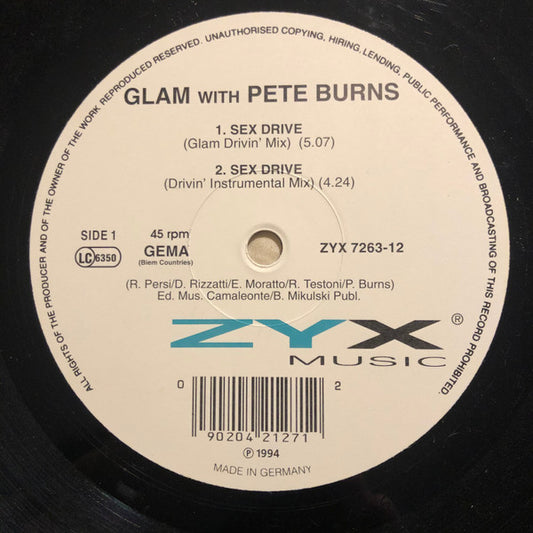 ALL RIGHTS OF THE PRODUCER AND OF THE OWNER OF THE WORK REPRODUCED RESERVED. UNAUTHORISED COPYING, HIRING, LENDING, PUBLIC PERFORMANCE AND BROADCASTING OF THIS RECORD PROHIBITED.
GLAM WITH PETE BURNS
1. SEX DRIVE
(Glam Drivin' Mix) (5.07)
2. SEX DRIVE
(Drivin' Instrumental Mix) (4.24)
SIDE 1 45 rpm
LC 6350 GEMA ZYX 7263-12
(Biem Countries)
(R. Persi/D. Rizzatti/E. Moratto/R. Testoni/P. Burns)
Ed. Mus. Camaleonte/B. Mikulski Publ.
ZYX ®
MUSIC
0 2
90204 21271
℗ 1994
MADE IN GERMANY